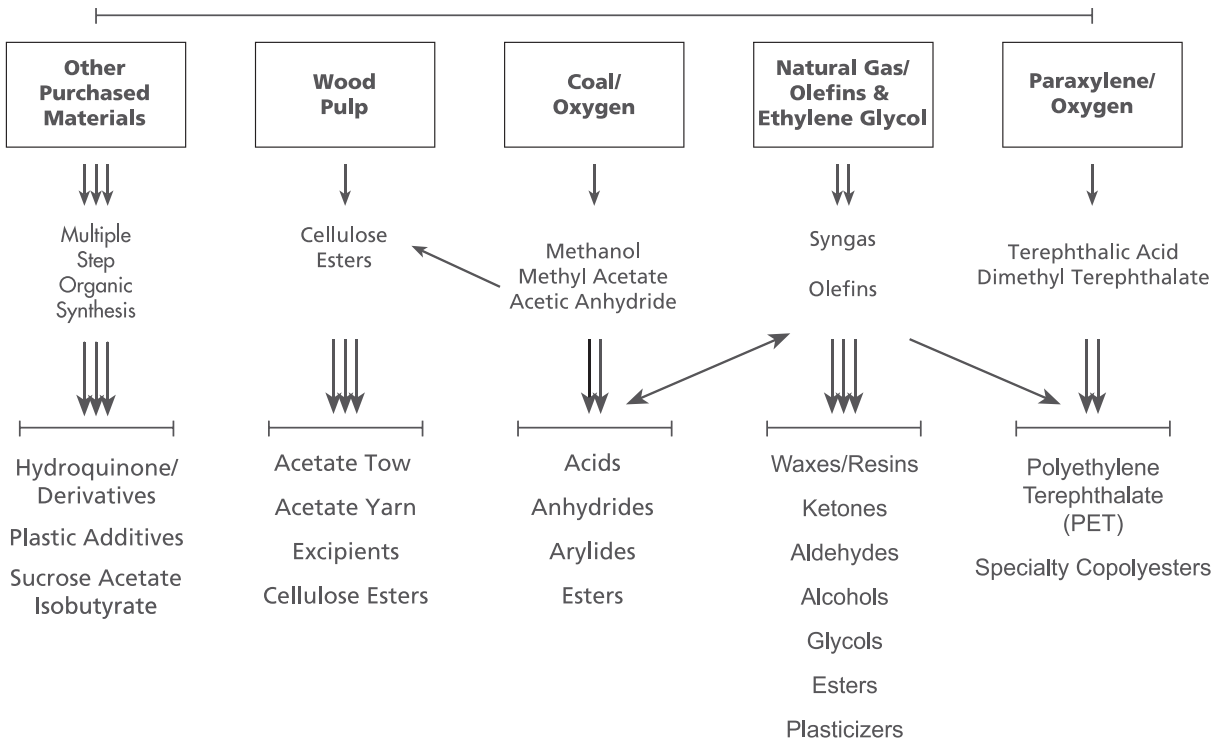 Other
Purchased
Materials
Wood
Pulp
Coal/
Oxygen
Natural Gas/
Olefins &
Ethylene Glycol
Paraxylene/
Oxygen
Multiple
Step
Organic
Synthesis
Cellulose
Esters
Methanol
Methyl Acetate
Acetic Anhydride
Syngas
Olefins
Terephthalic Acid
Dimethyl Terephthalate
Hydroquinone/
Derivatives
Plastic Additives
Sucrose Acetate
Isobutyrate
Acetate Tow
Acetate Yarn
Excipients
Cellulose Esters
Acids
Anhydrides
Arylides
Esters
Waxes/Resins
Ketones
Aldehydes
Alcohols
Glycols
Esters
Plasticizers
Polyethylene
Terephthalate
(PET)
Specialty Copolyesters